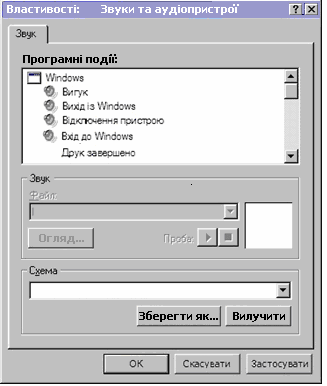 Властивості: Звуки та аудіопристрої
Звук
Програмні події:
Windows
Вигук
Вихід із Windows
Відключення пристрою
Вхід до Windows
Друк завершено
Звук
Файл:
Огляд... Проба:
Схема
Зберегти як... Вилучити
ОК Скасувати Застосувати